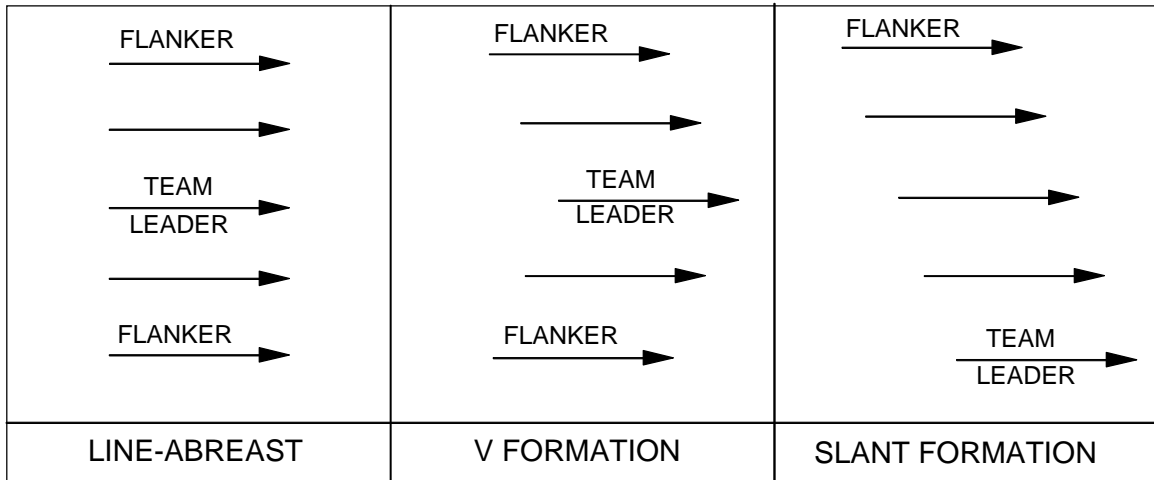 FLANKER
TEAM
LEADER
FLANKER
LINE-ABREAST
FLANKER
TEAM
LEADER
FLANKER
V FORMATION
FLANKER
TEAM
LEADER
SLANT FORMATION